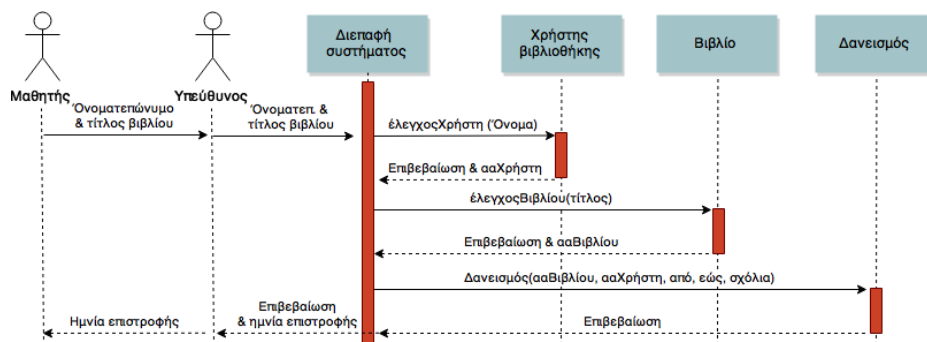 Διεπαφή
συστήματος
Χρήστης
βιβλιοθήκης
Βιβλίο
Δανεισμός
Μαθητής
Υπεύθυνος
Όνοματεπώνυμο
& τίτλος βιβλίου
Όνοματεπ. &
τίτλος βιβλίου
έλεγχοςΧρήστη (Όνομα)
Επιβεβαίωση & ααΧρήστη
έλεγχοςΒιβλίου(τίτλος)
Επιβεβαίωση & ααΒιβλίου
Δανεισμός(ααΒιβλίου, ααΧρήστη, από, εώς, σχόλια)
Επιβεβαίωση
& ημνία επιστροφής
Ημνία επιστροφής
Επιβεβαίωση